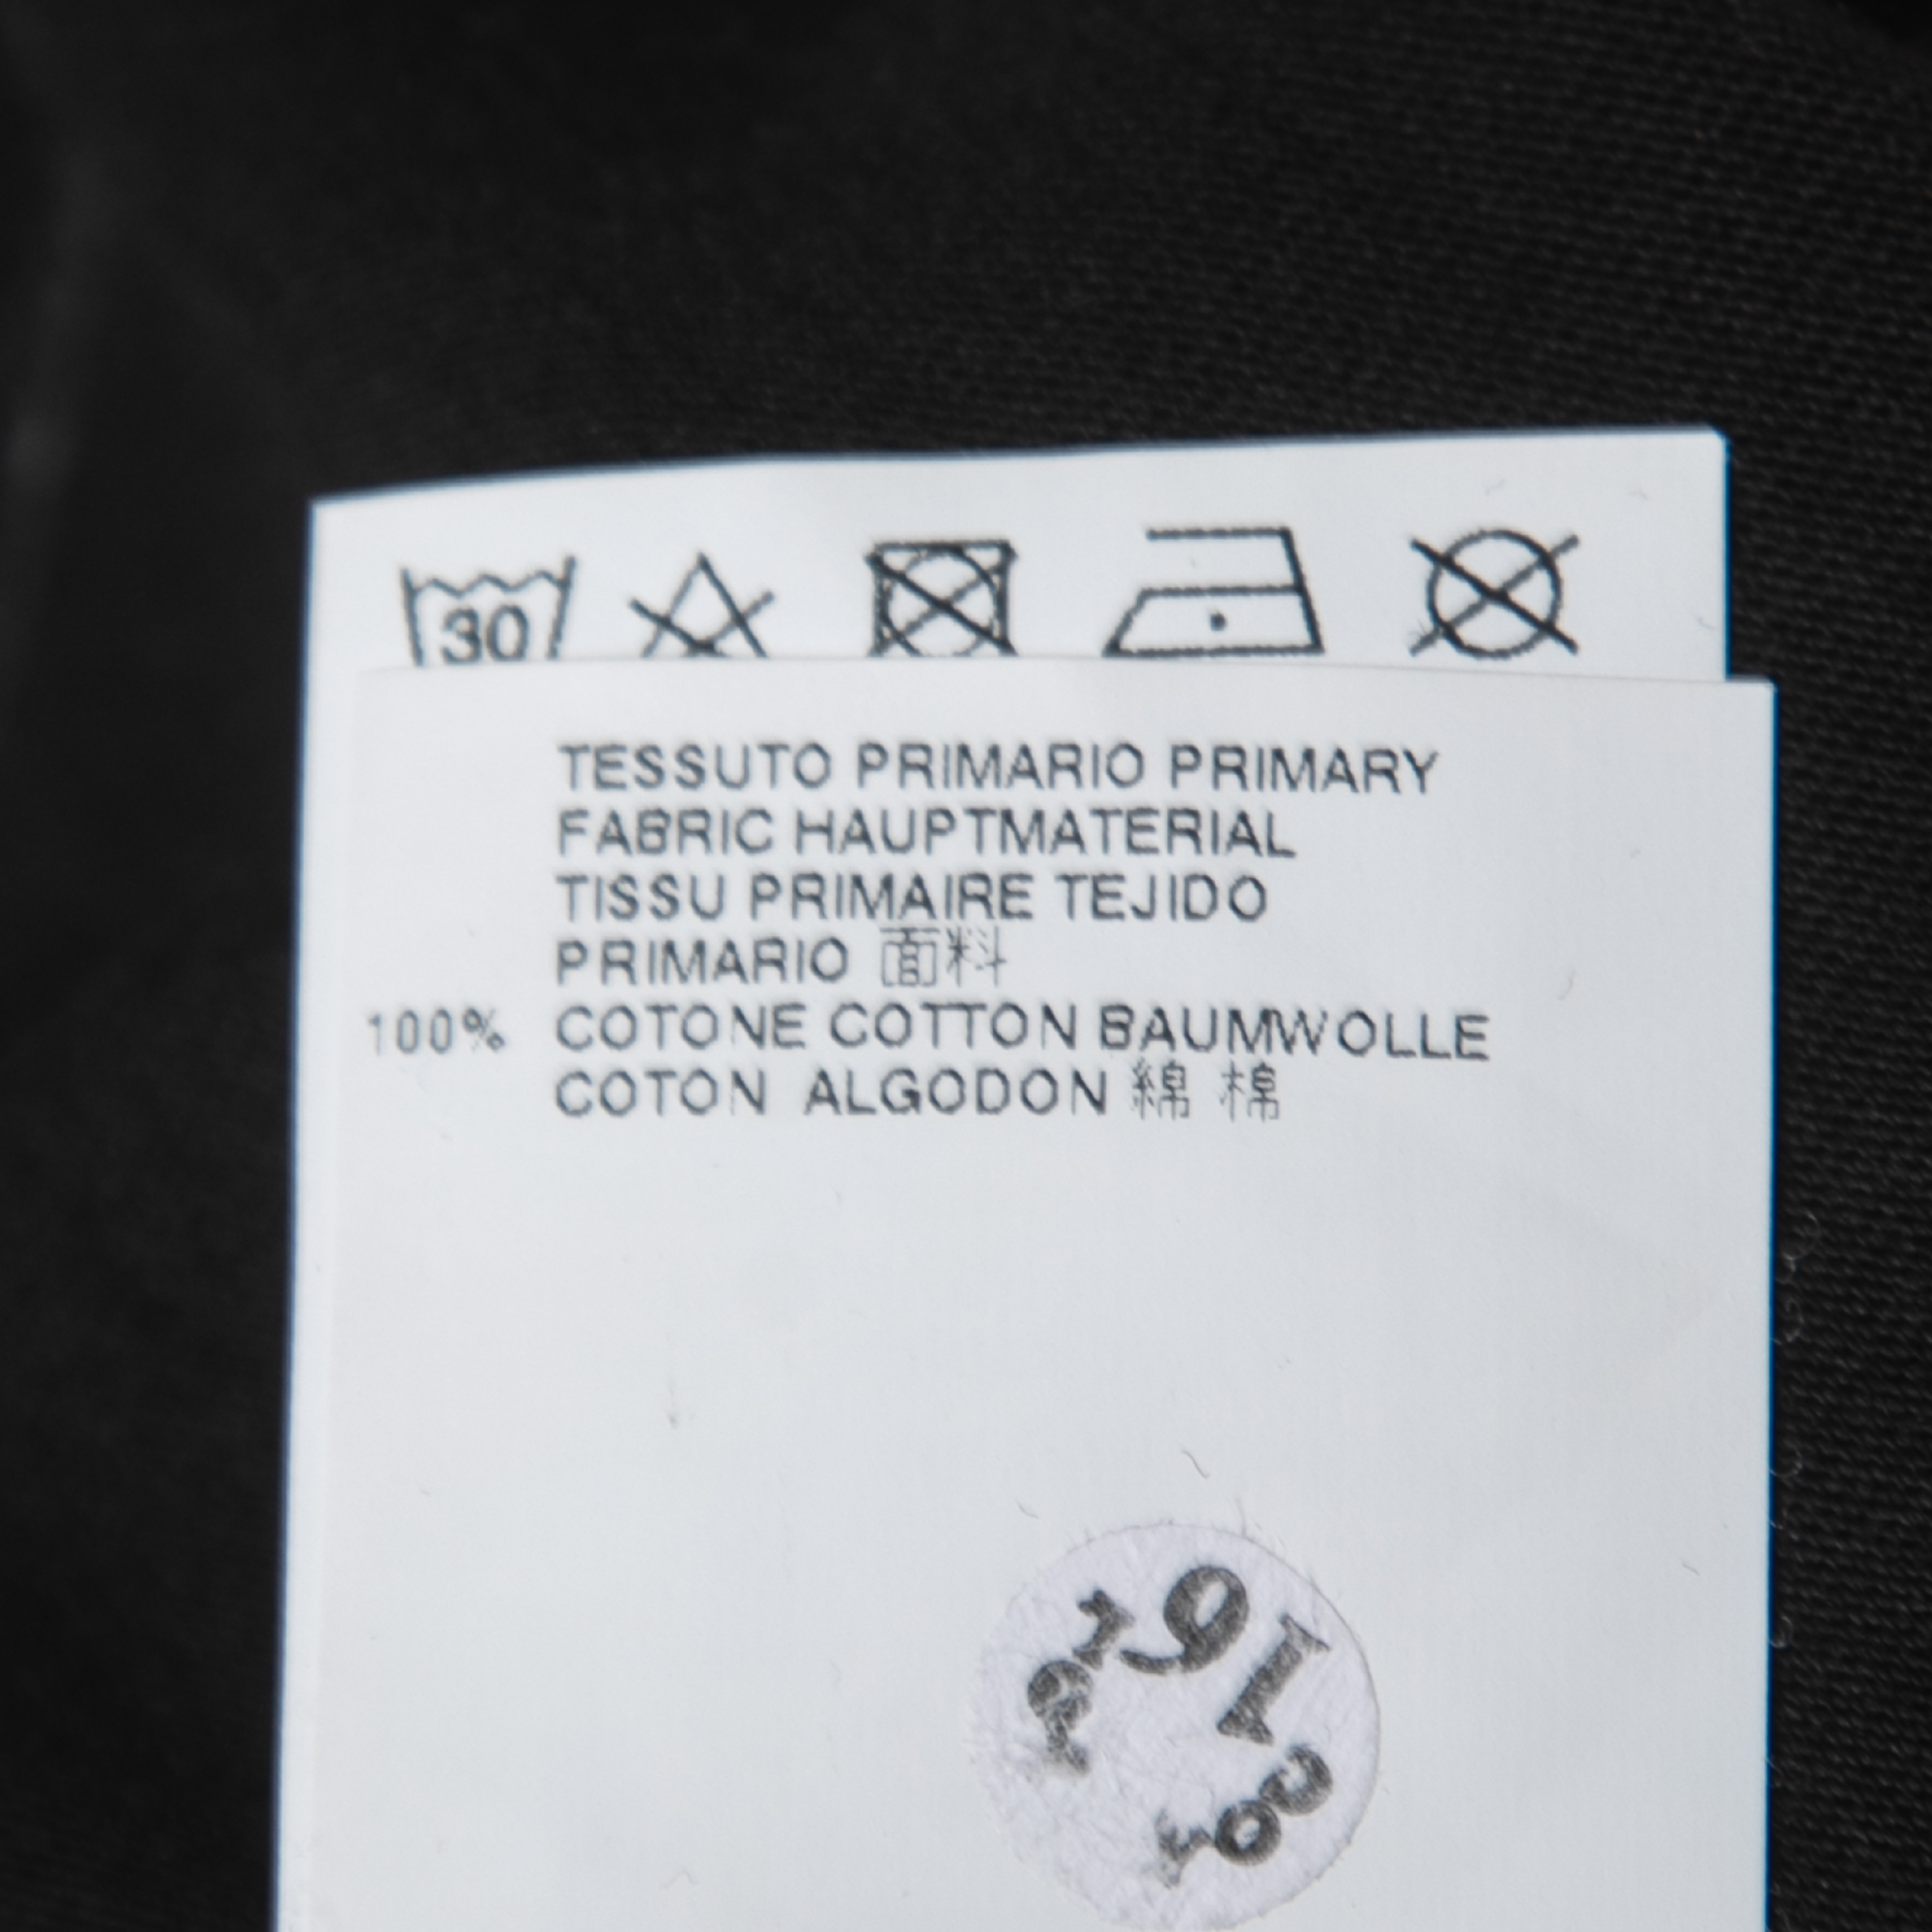 30
TESSUTO PRIMARIO PRIMARY
FABRIC HAUPTMATERIAL
TISSU PRIMAIRE TEJIDO
PRIMARIO 面料
100% COTONE COTTON BAUMWOLLE
COTON ALGODON 綿 棉